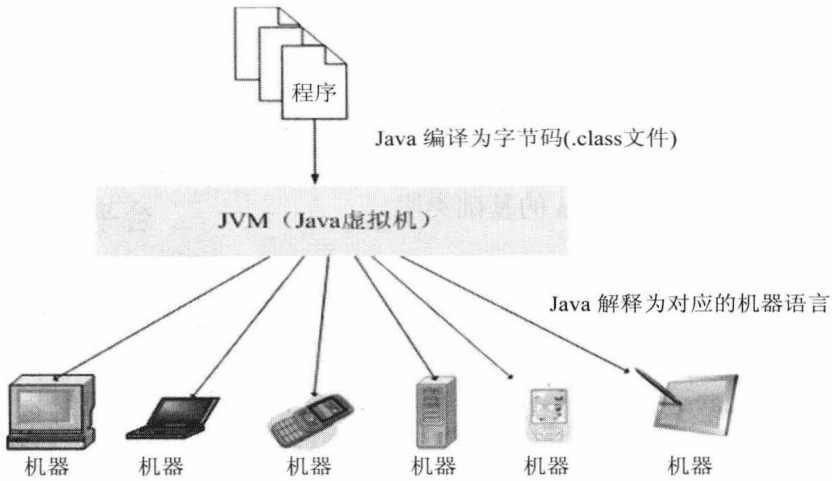 程序
Java 编译为字节码(.class文件)
JVM（Java虚拟机）
Java 解释为对应的机器语言
机器 机器 机器 机器 机器 机器